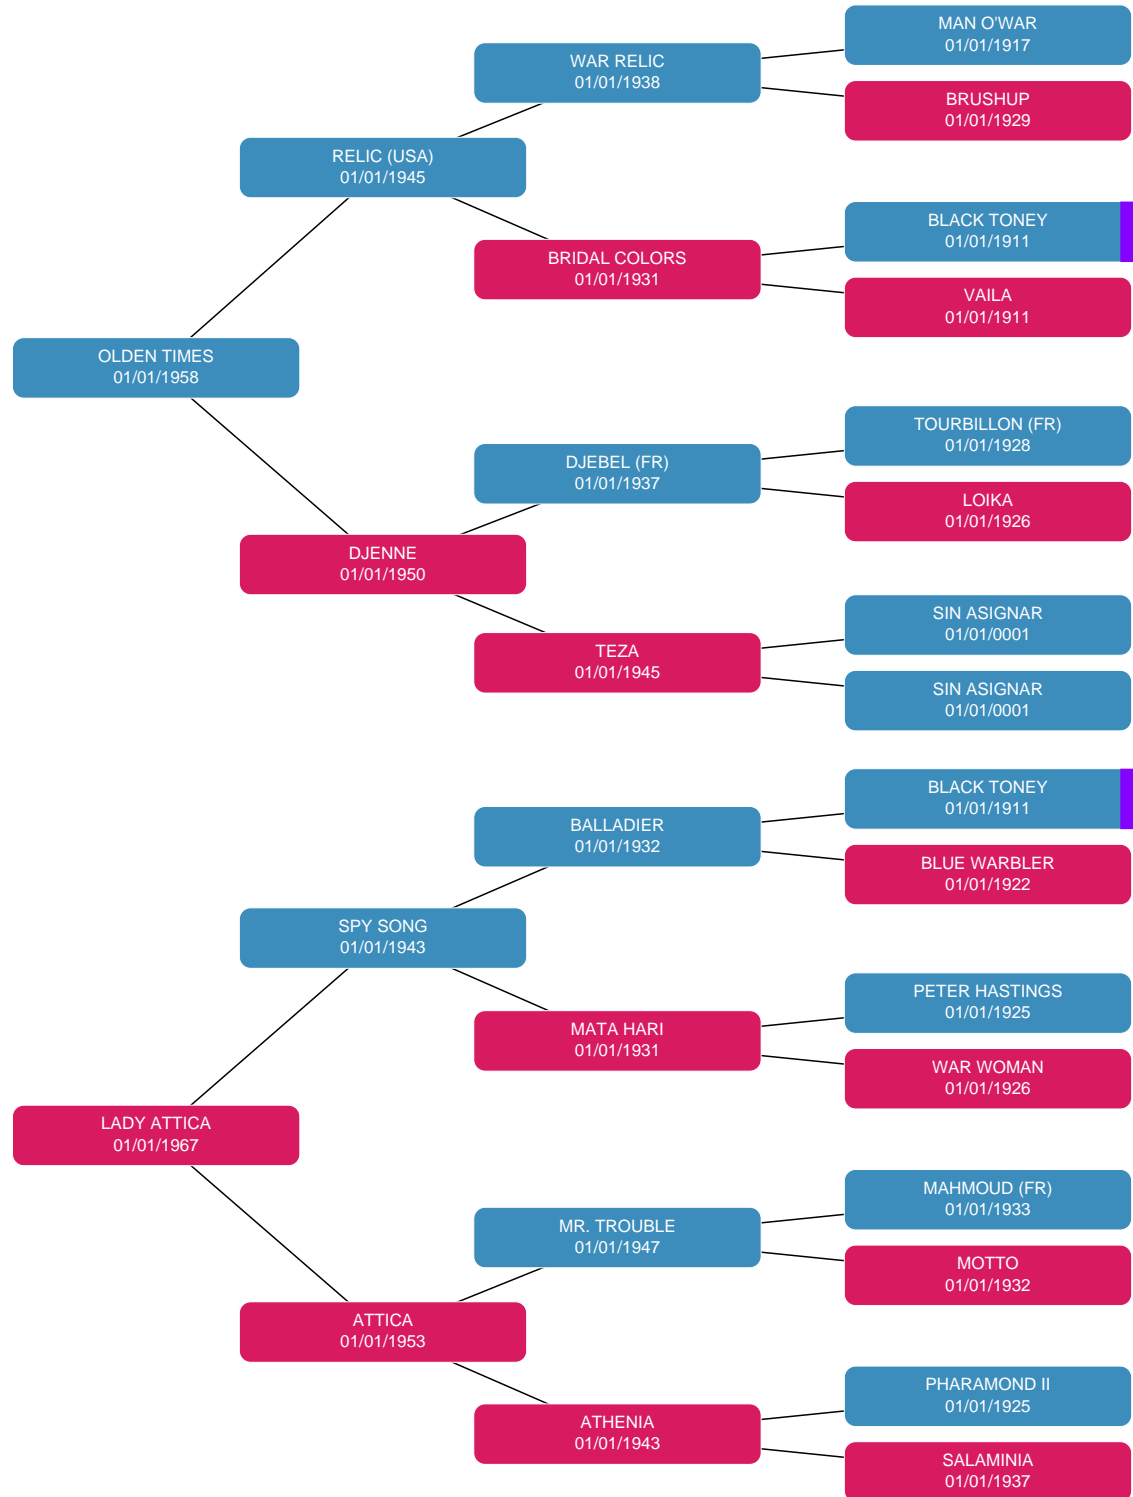 MAN O'WAR
01/01/1917
WAR RELIC
01/01/1938
BRUSHUP
01/01/1929
RELIC (USA)
01/01/1945
BLACK TONEY
01/01/1911
BRIDAL COLORS
01/01/1931
VAILA
01/01/1911
OLDEN TIMES
01/01/1958
TOURBILLON (FR)
01/01/1928
DJEBEL (FR)
01/01/1937
LOIKA
01/01/1926
DJENNE
01/01/1950
SIN ASIGNAR
01/01/0001
TEZA
01/01/1945
SIN ASIGNAR
01/01/0001
BLACK TONEY
01/01/1911
BALLADIER
01/01/1932
BLUE WARBLER
01/01/1922
SPY SONG
01/01/1943
PETER HASTINGS
01/01/1925
MATA HARI
01/01/1931
WAR WOMAN
01/01/1926
LADY ATTICA
01/01/1967
MAHMOUD (FR)
01/01/1933
MR. TROUBLE
01/01/1947
MOTTO
01/01/1932
ATTICA
01/01/1953
PHARAMOND II
01/01/1925
ATHENIA
01/01/1943
SALAMINIA
01/01/1937